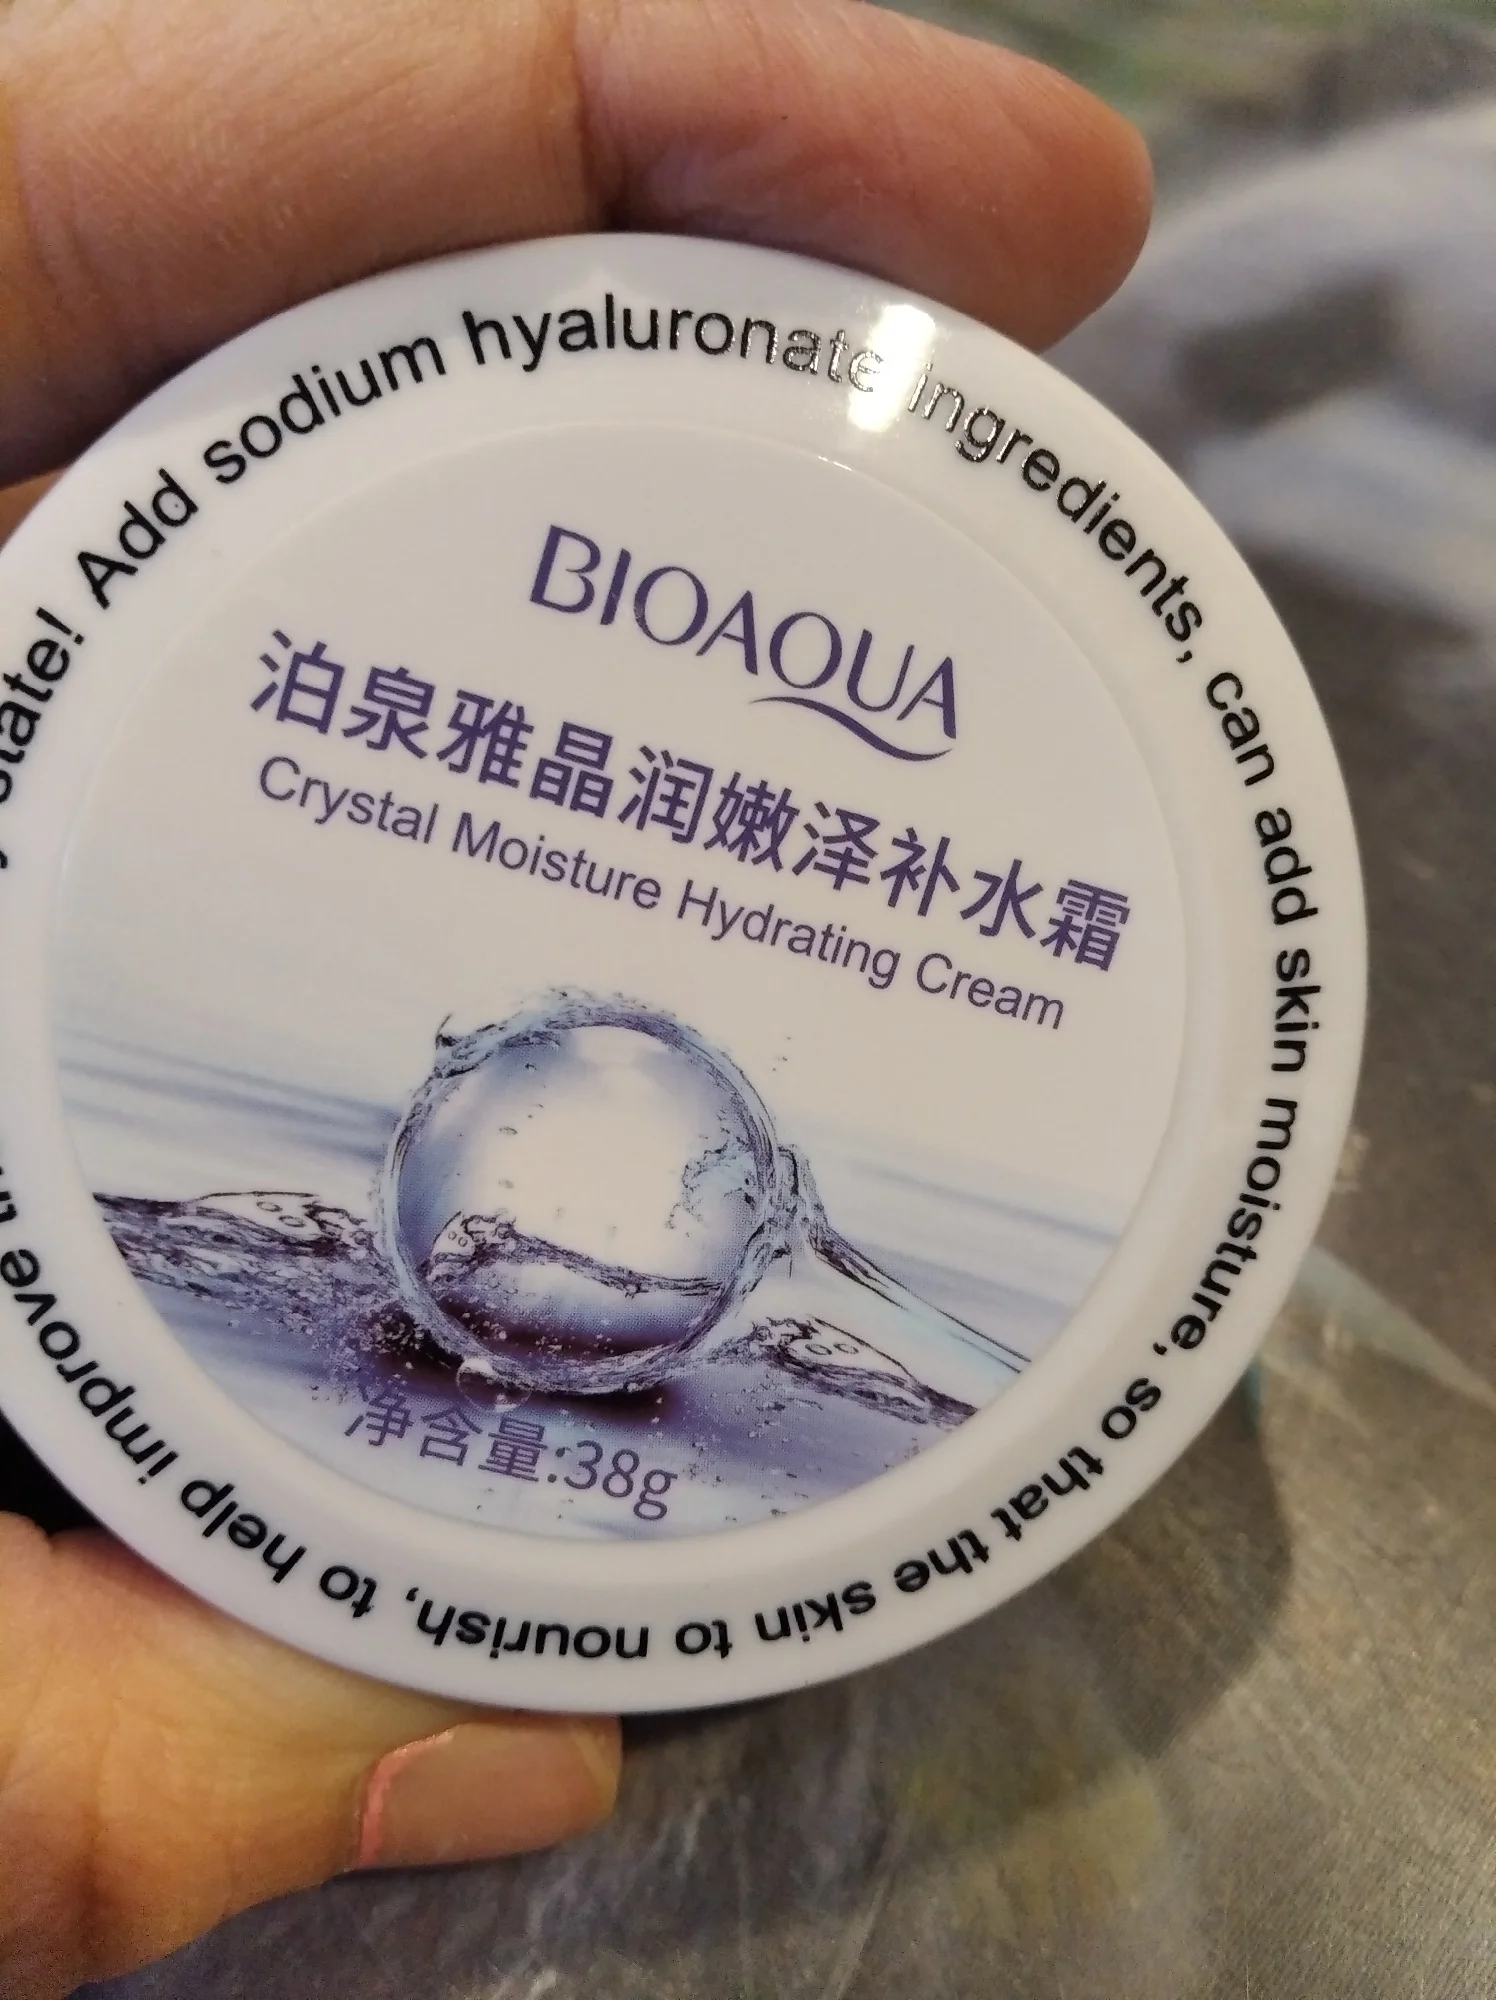 Add sodium hyaluronate ingredients, can add skin moisture, so that the skin to nourish, to help improve
state!
BIOAQUA
泊泉雅晶润嫩泽补水霜
Crystal Moisture Hydrating Cream
净含量:38g